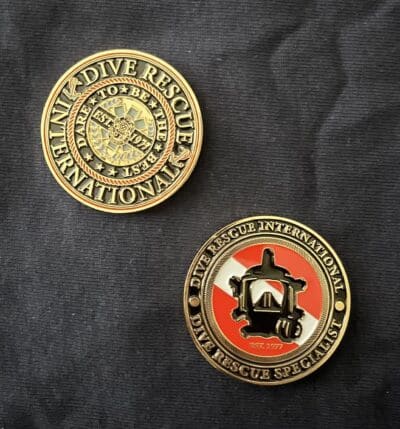 DIVE RESCUE
INTERNATIONAL
DARE ★ TO ★ BE ★ THE ★ BEST
EST 1977
DIVE RESCUE INTERNATIONAL
EST. 1977
DIVE RESCUE SPECIALIST